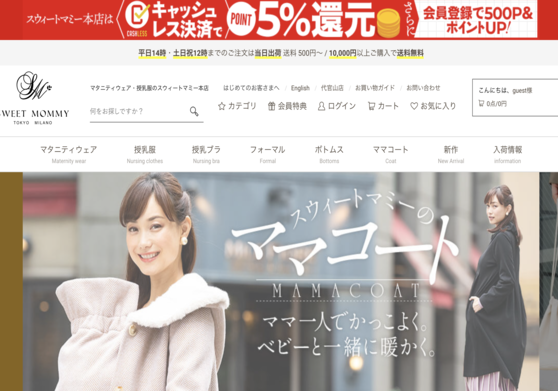 スウィートマミー本店は CASHLESS キャッシュレス決済で POINT 5%還元 会員登録で500P&ポイントUP!
平日14時・土日祝12時までのご注文は当日出荷 送料 500円〜 / 10,000円以上ご購入で送料無料
SM
SWEET MOMMY
TOKYO MILANO
マタニティウェア・授乳服のスウィートマミー本店
はじめてのお客さまへ / English / 代官山店 / お買い物ガイド / お問い合わせ
何をお探しですか?
カテゴリ 会員特典 ログイン カート お気に入り
こんにちは、guest様
0点/0円
マタニティウェア 授乳服 授乳ブラ フォーマル ボトムス ママコート 新作 入荷情報
Maternity wear Nursing clothes Nursing bra Formal Bottoms Coat New Arrival information
スウィートマミーの
ママコート
MAMACOAT
ママ一人でかっこよく。
ベビーと一緒に暖かく。